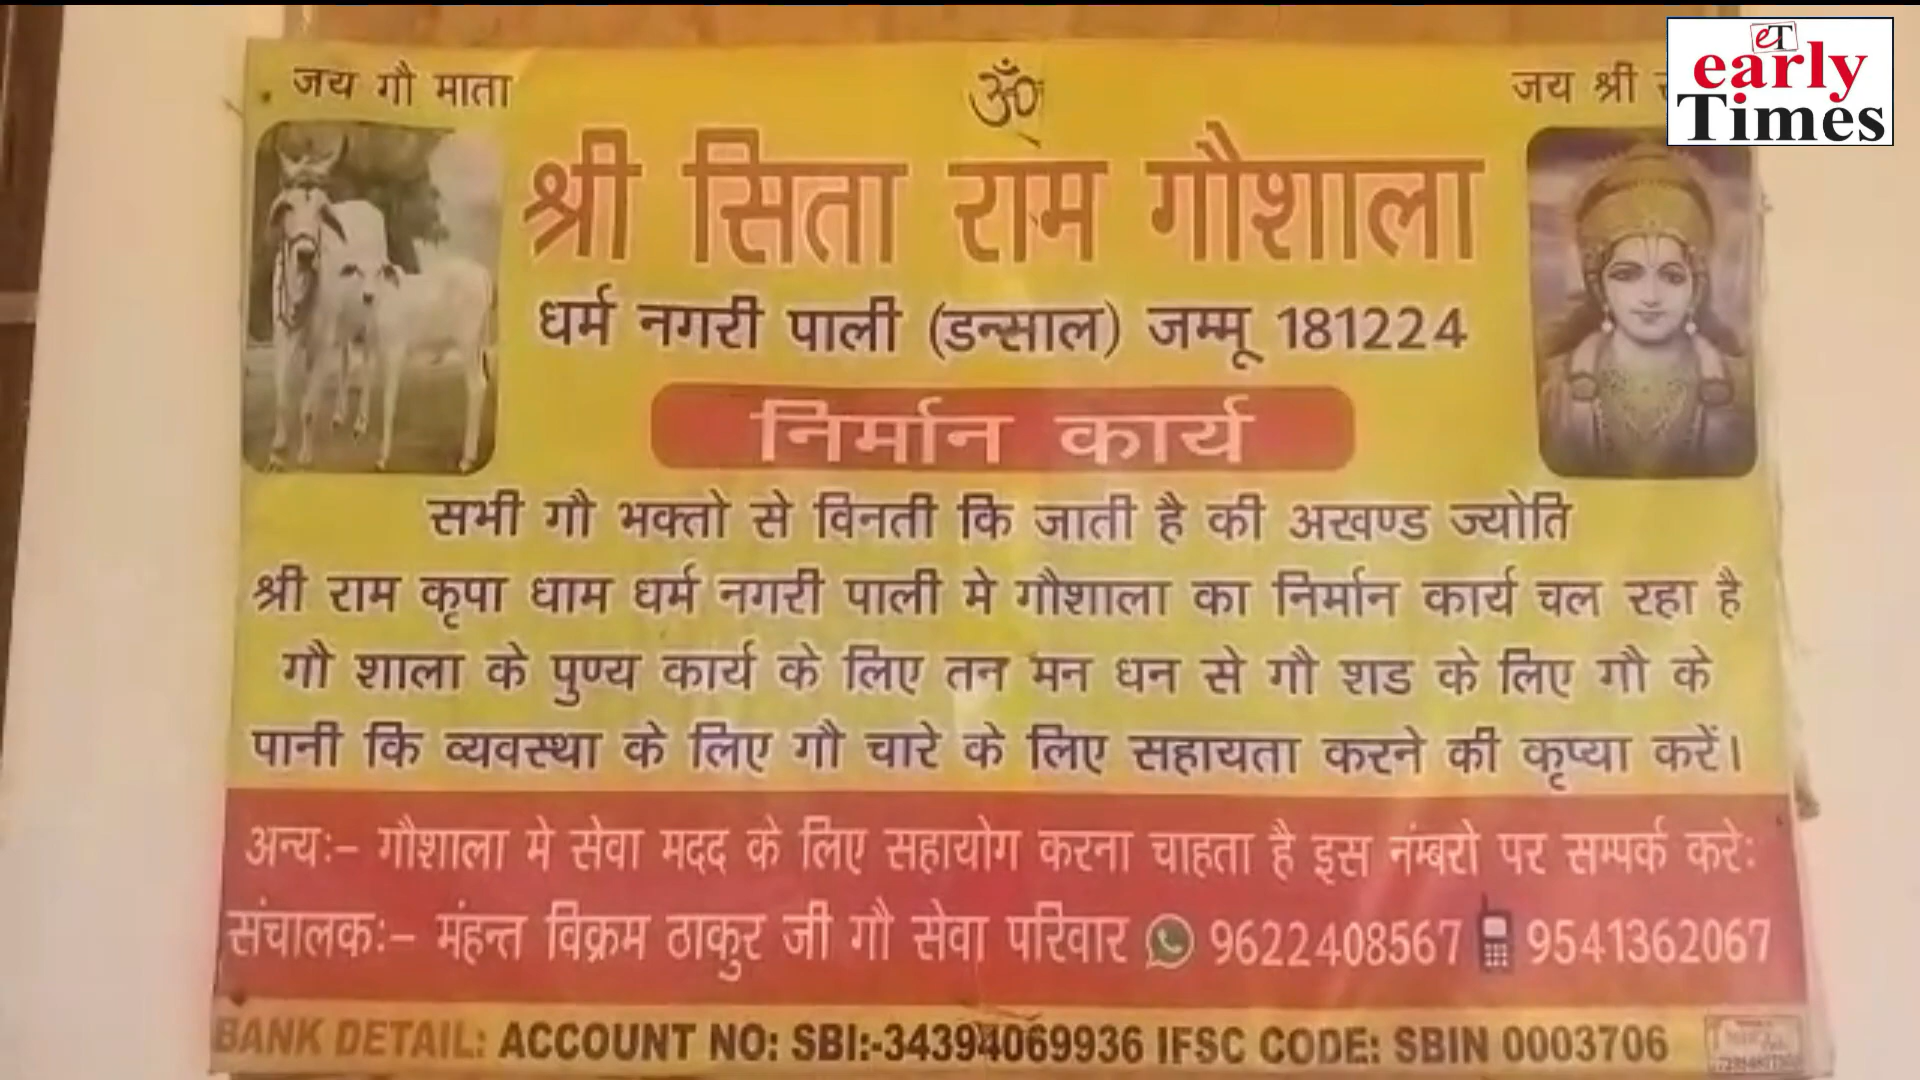 जय गौ माता
ॐ
जय श्री
eT
early
Times
श्री सिता राम गौशाला
धर्म नगरी पाली (डन्साल) जम्मू 181224
निर्मान कार्य
सभी गौ भक्तो से विनती कि जाती है की अखण्ड ज्योति
श्री राम कृपा धाम धर्म नगरी पाली मे गौशाला का निर्मान कार्य चल रहा है
गौ शाला के पुण्य कार्य के लिए तन मन धन से गौ शड के लिए गौ के
पानी कि व्यवस्था के लिए गौ चारे के लिए सहायता करने की कृप्या करें।
अन्य:– गौशाला मे सेवा मदद के लिए सहायोग करना चाहता है इस नंम्बरो पर सम्पर्क करे:
संचालक:– मंहन्त विक्रम ठाकुर जी गौ सेवा परिवार 9622408567 9541362067
BANK DETAIL: ACCOUNT NO: SBI:-34394069936 IFSC CODE: SBIN 0003706